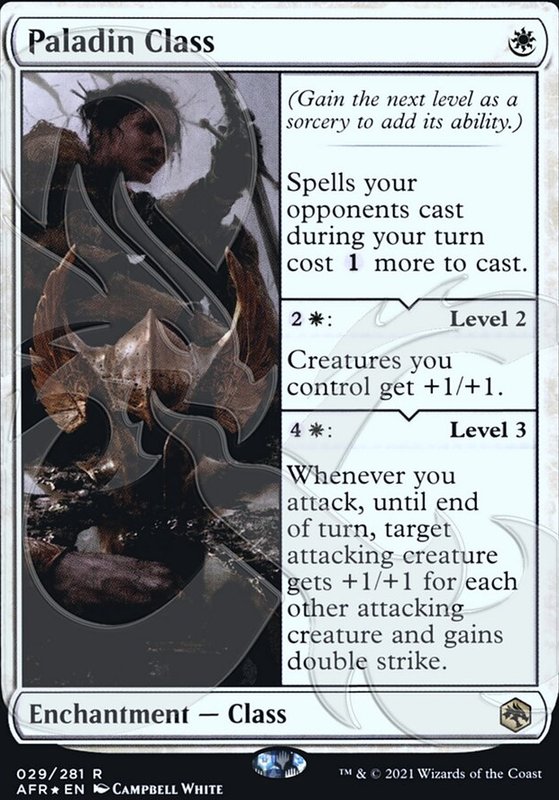 Paladin Class
(Gain the next level as a
sorcery to add its ability.)
Spells your
opponents cast
during your turn
cost 1 more to cast.
2 : Level 2
Creatures you
control get +1/+1.
4 : Level 3
Whenever you
attack, until end
of turn, target
attacking creature
gets +1/+1 for each
other attacking
creature and gains
double strike.
Enchantment — Class
029/281 R
AFR★EN Campbell White
™ & © 2021 Wizards of the Coast